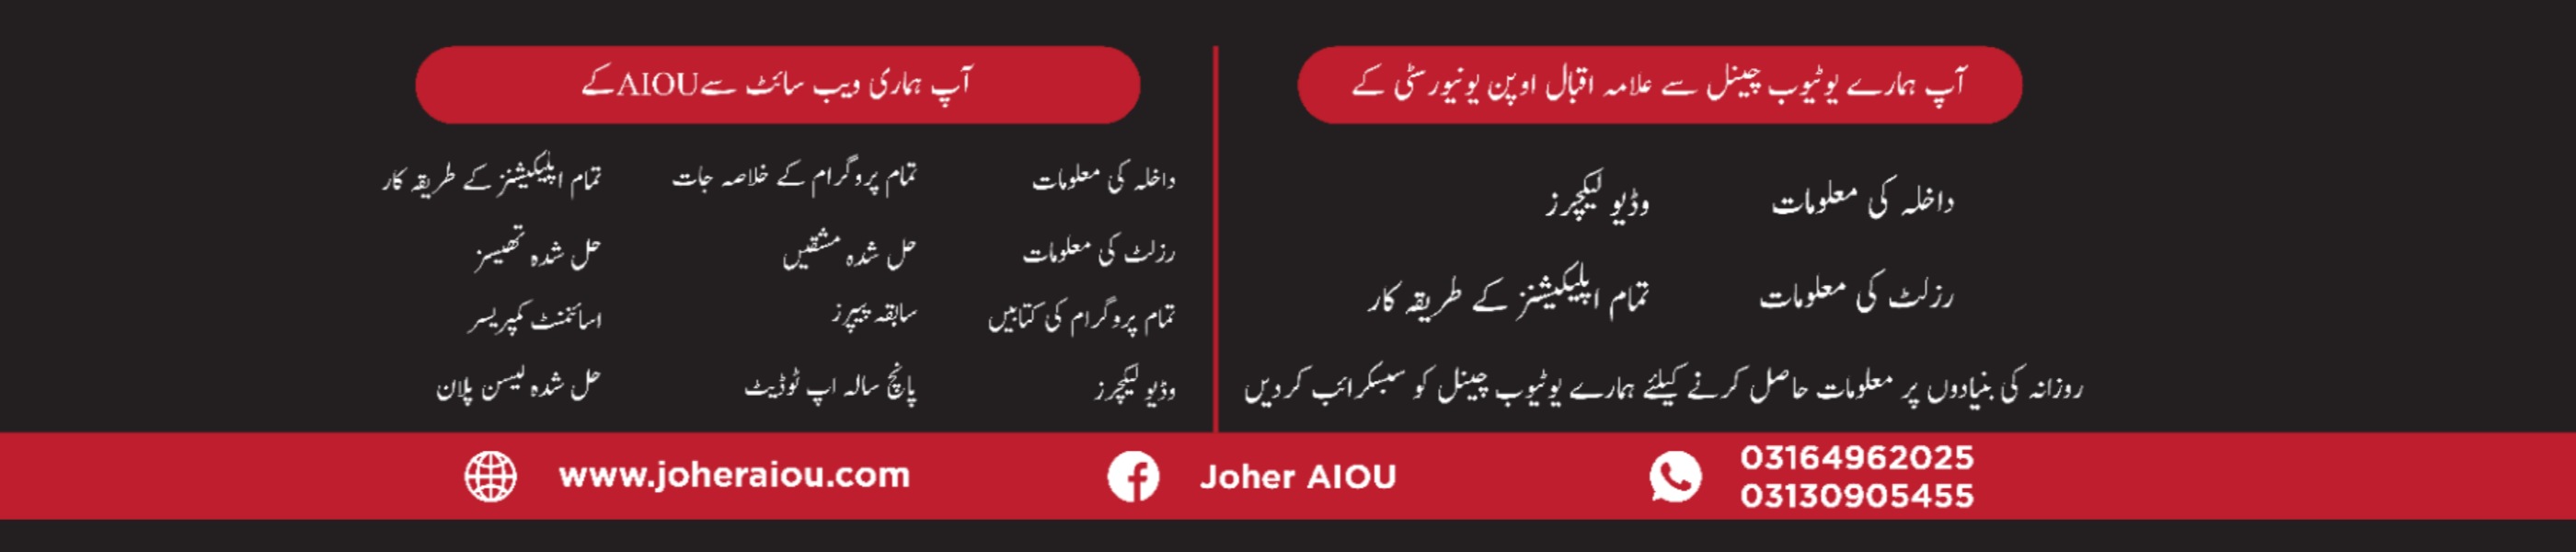 آپ ہمارے یوٹیوب چینل سے علامہ اقبال اوپن یونیورسٹی کے
داخلہ کی معلومات
وڈیو لیکچرز
رزلٹ کی معلومات
تمام اپلیکیشنز کے طریقہ کار
روزانہ کی بنیادوں پر معلومات حاصل کرنے کیلئے ہمارے یوٹیوب چینل کو سبسکرائب کردیں
آپ ہماری ویب سائٹ سے AIOU کے
داخلہ کی معلومات
تمام پروگرام کے خلاصہ جات
تمام اپلیکیشنز کے طریقہ کار
رزلٹ کی معلومات
حل شدہ مشقیں
حل شدہ تھیسز
تمام پروگرام کی کتابیں
سابقہ پیپرز
اسائنمنٹ کمپریسر
وڈیو لیکچرز
پانچ سالہ اپ ٹوڈیٹ
حل شدہ لیسن پلان
www.joheraiou.com
Joher AIOU
03164962025
03130905455